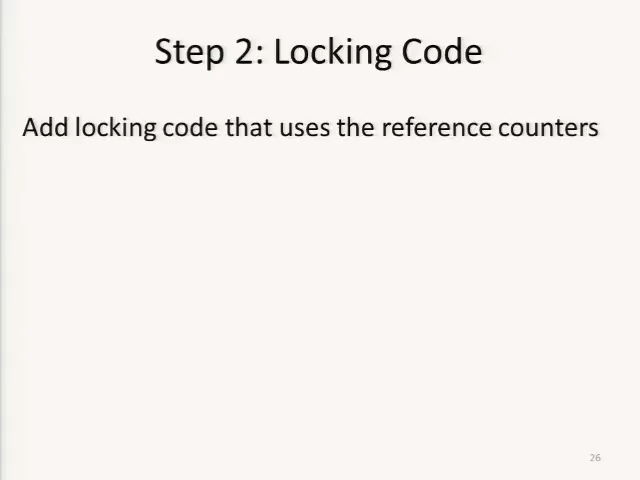 Step 2: Locking Code
Add locking code that uses the reference counters
26